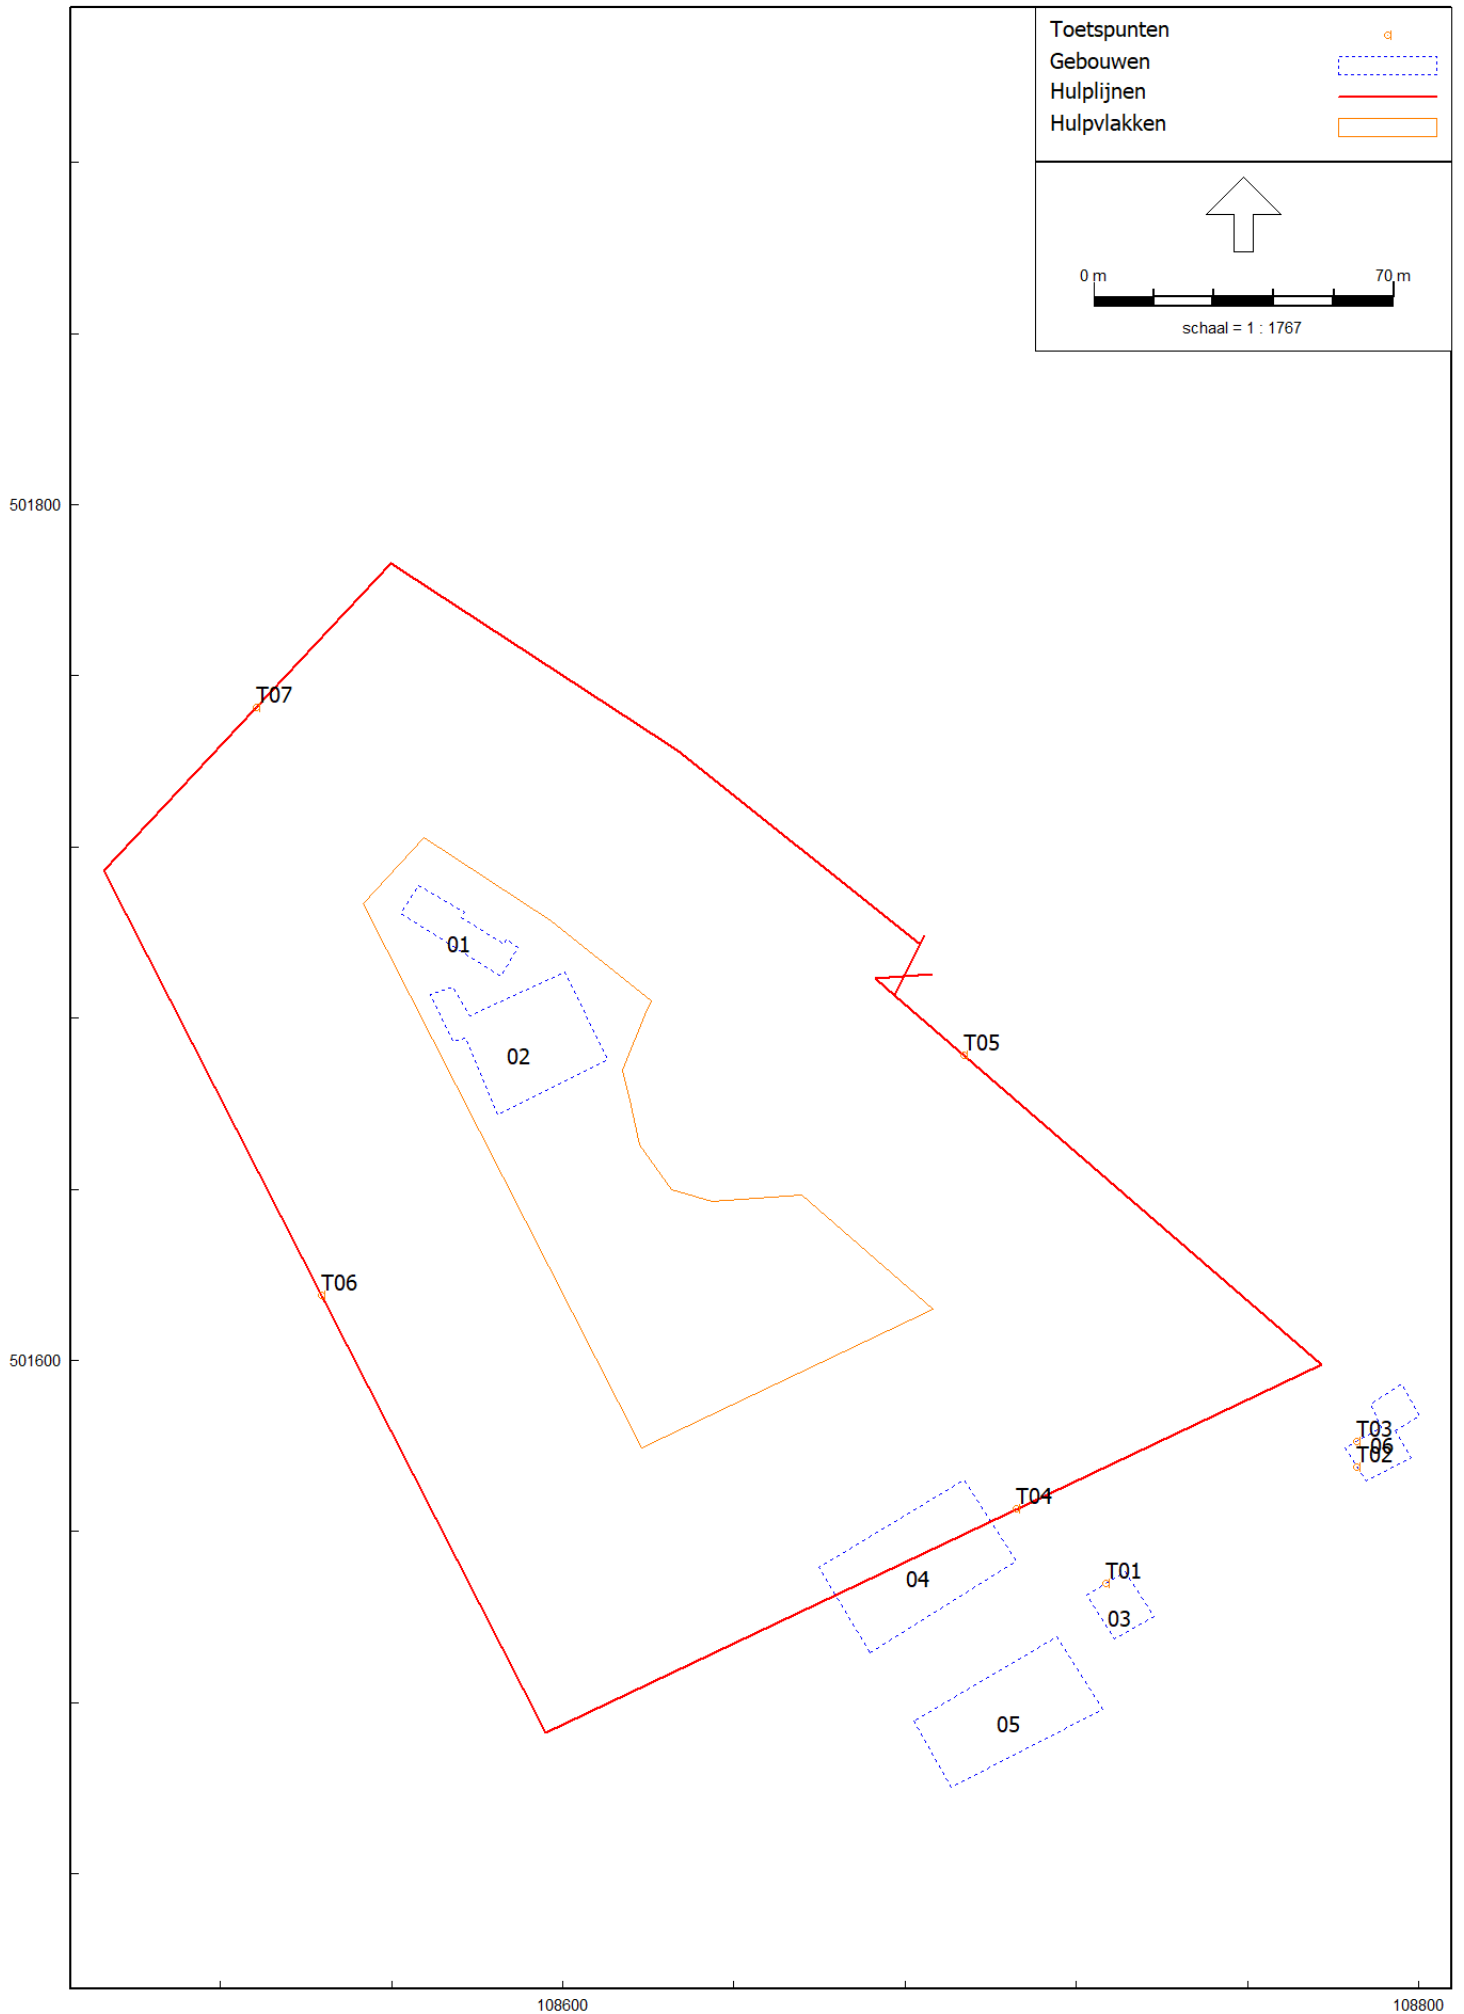 Toetspunten
Gebouwen
Hulplijnen
Hulpvlakken
0 m 70 m
schaal = 1 : 1767
501800
T07
01
02
T05
T06
501600
T03
06
T02
T04
04
T01
03
05
108600 108800